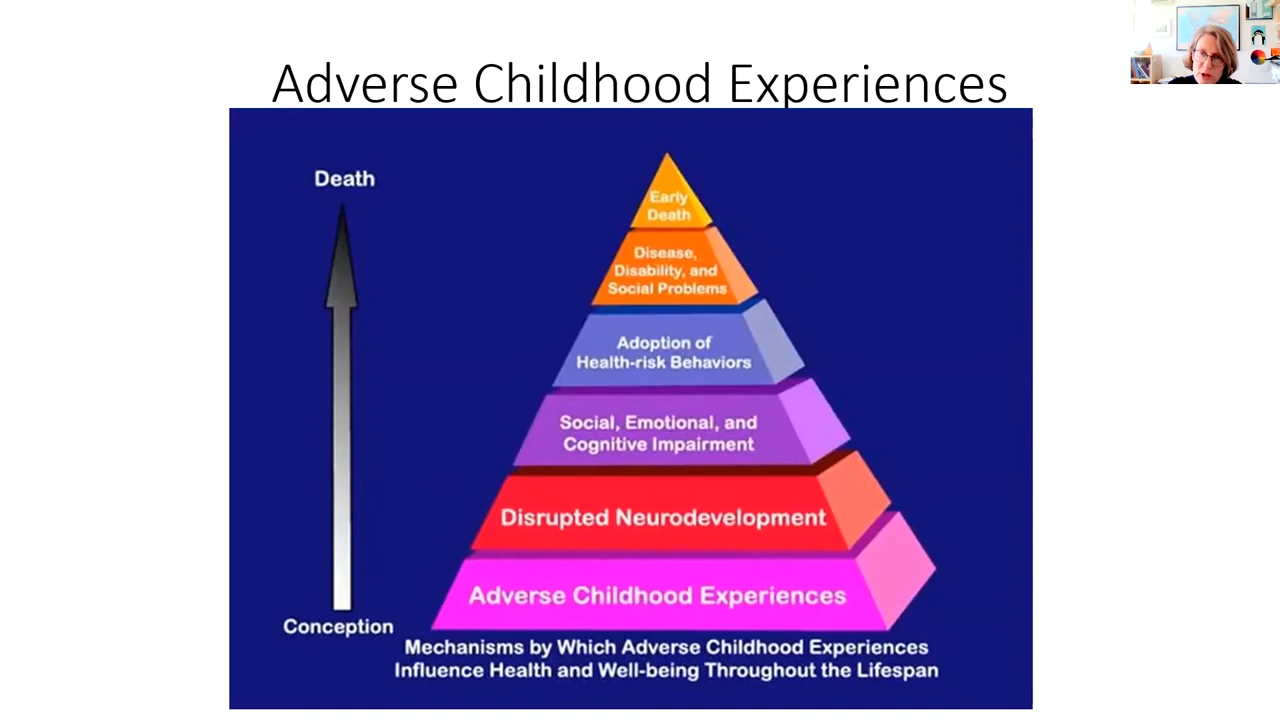 Adverse Childhood Experiences
Death
Early
Death
Disease,
Disability, and
Social Problems
Adoption of
Health-risk Behaviors
Social, Emotional, and
Cognitive Impairment
Disrupted Neurodevelopment
Adverse Childhood Experiences
Conception
Mechanisms by Which Adverse Childhood Experiences
Influence Health and Well-being Throughout the Lifespan